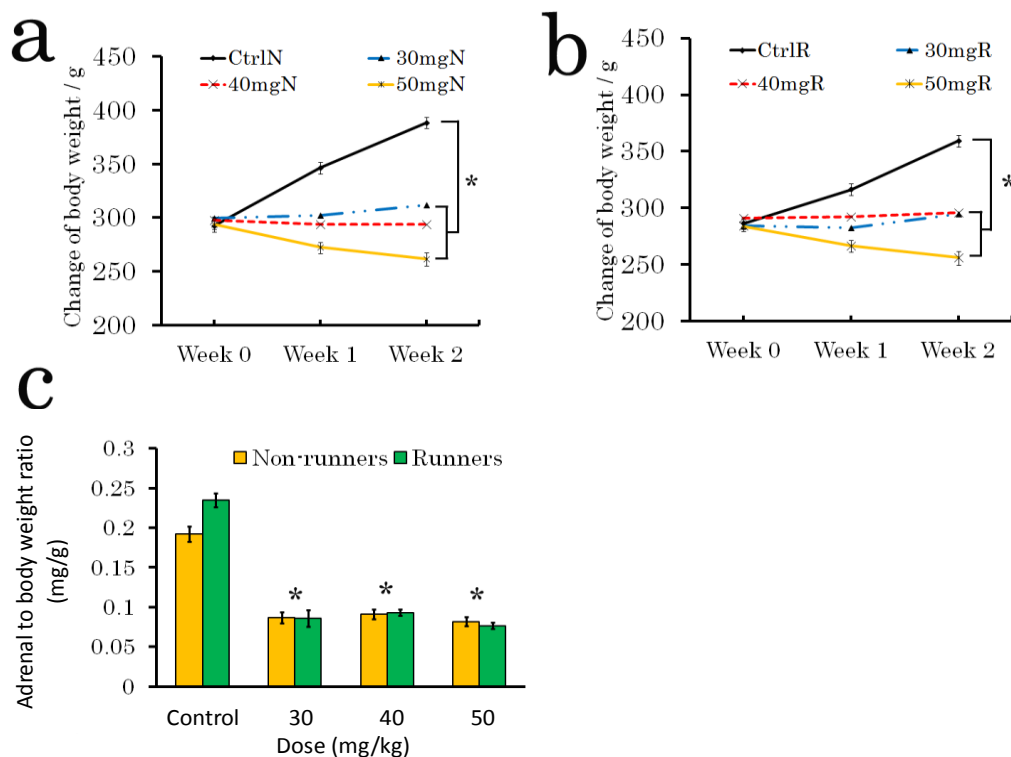 a
Change of body weight / g
450
400
350
300
250
200
CtrlN
30mgN
40mgN
50mgN
*
Week 0 Week 1 Week 2
b
Change of body weight / g
450
400
350
300
250
200
CtrlR
30mgR
40mgR
50mgR
*
Week 0 Week 1 Week 2
c
Adrenal to body weight ratio
(mg/g)
0.3
0.25
0.2
0.15
0.1
0.05
0
Non-runners Runners
* * *
Control 30 40 50
Dose (mg/kg)